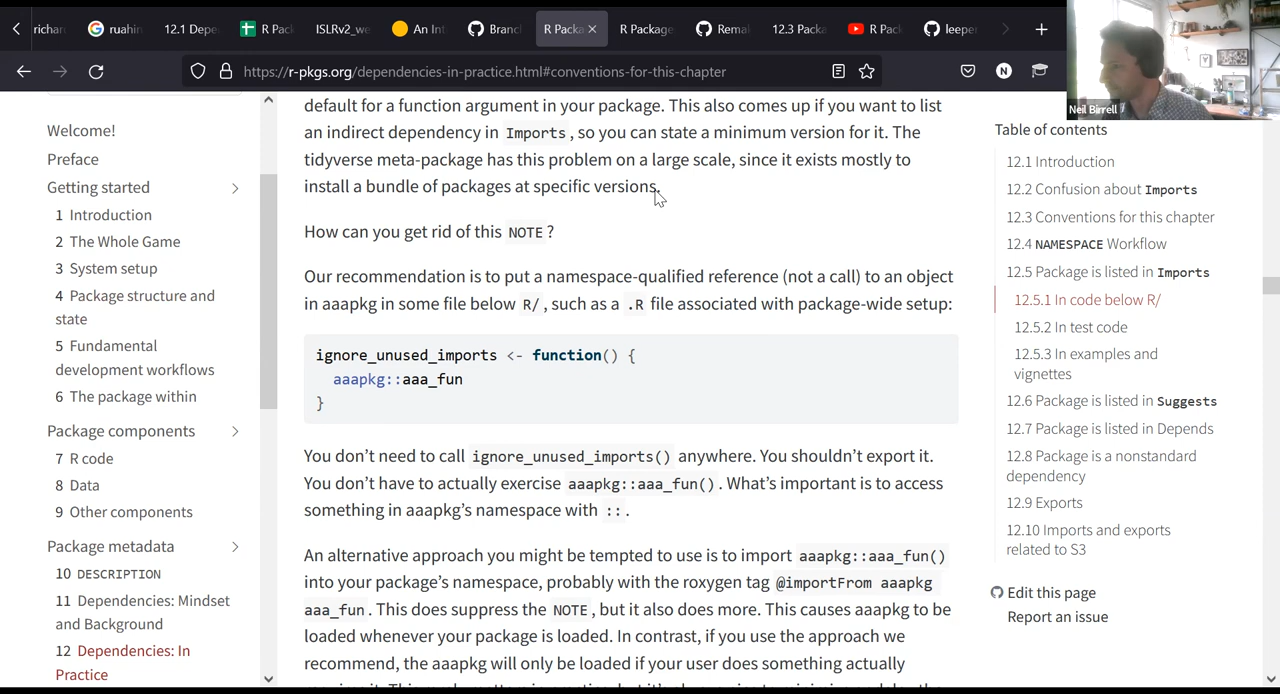 richar
ruahin
12.1 Depe
R Pack
ISLRv2_we
An Int
Branch
R Packa
R Package
Remal
12.3 Packa
R Pac
leeper
https://r-pkgs.org/dependencies-in-practice.html#conventions-for-this-chapter
N
Neil Birrell
Welcome!
Preface
Getting started
1 Introduction
2 The Whole Game
3 System setup
4 Package structure and
state
5 Fundamental
development workflows
6 The package within
Package components
7 R code
8 Data
9 Other components
Package metadata
10 DESCRIPTION
11 Dependencies: Mindset
and Background
12 Dependencies: In
Practice
default for a function argument in your package. This also comes up if you want to list
an indirect dependency in Imports, so you can state a minimum version for it. The
tidyverse meta-package has this problem on a large scale, since it exists mostly to
install a bundle of packages at specific versions.
How can you get rid of this NOTE?
Our recommendation is to put a namespace-qualified reference (not a call) to an object
in aaapkg in some file below R/, such as a .R file associated with package-wide setup:
ignore_unused_imports <- function() {
aaapkg::aaa_fun
}
You don't need to call ignore_unused_imports() anywhere. You shouldn't export it.
You don't have to actually exercise aaapkg::aaa_fun(). What's important is to access
something in aaapkg's namespace with ::.
An alternative approach you might be tempted to use is to import aaapkg::aaa_fun()
into your package's namespace, probably with the roxygen tag @importFrom aaapkg
aaa_fun. This does suppress the NOTE, but it also does more. This causes aaapkg to be
loaded whenever your package is loaded. In contrast, if you use the approach we
recommend, the aaapkg will only be loaded if your user does something actually
Table of contents
12.1 Introduction
12.2 Confusion about Imports
12.3 Conventions for this chapter
12.4 NAMESPACE Workflow
12.5 Package is listed in Imports
12.5.1 In code below R/
12.5.2 In test code
12.5.3 In examples and
vignettes
12.6 Package is listed in Suggests
12.7 Package is listed in Depends
12.8 Package is a nonstandard
dependency
12.9 Exports
12.10 Imports and exports
related to S3
Edit this page
Report an issue